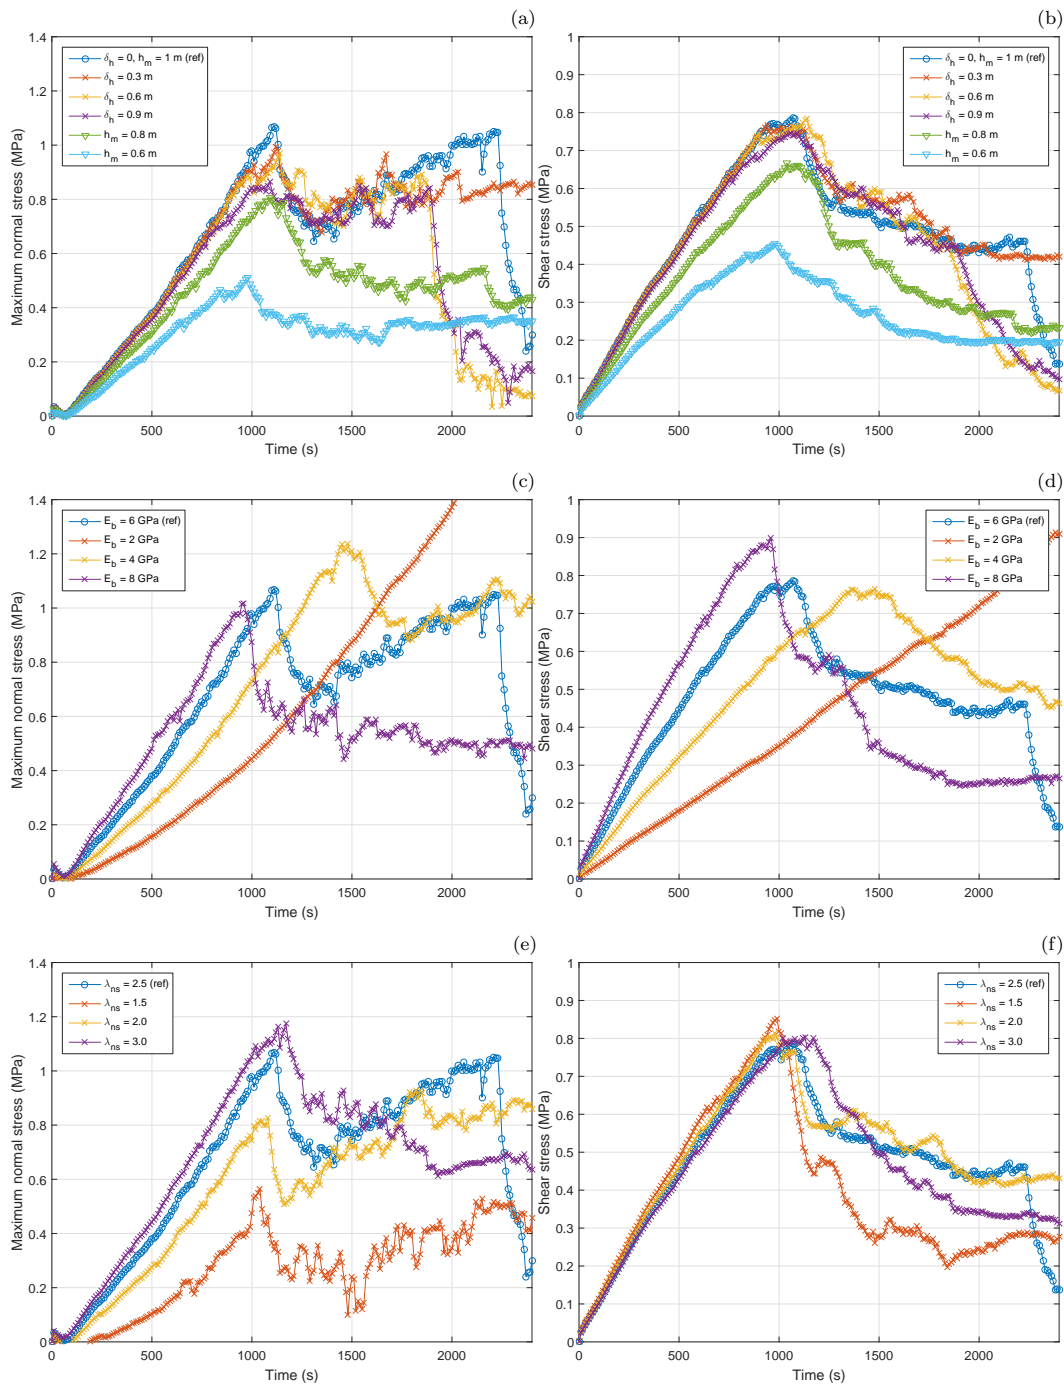 (a)
1.4
1.2
1
0.8
0.6
0.4
0.2
0
Maximum normal stress (MPa)
δh = 0, hm = 1 m (ref)
δh = 0.3 m
δh = 0.6 m
δh = 0.9 m
hm = 0.8 m
hm = 0.6 m
0 500 1000 1500 2000
Time (s)
(b)
1
0.9
0.8
0.7
0.6
0.5
0.4
0.3
0.2
0.1
0
Shear stress (MPa)
δh = 0, hm = 1 m (ref)
δh = 0.3 m
δh = 0.6 m
δh = 0.9 m
hm = 0.8 m
hm = 0.6 m
0 500 1000 1500 2000
Time (s)
(c)
1.4
1.2
1
0.8
0.6
0.4
0.2
0
Maximum normal stress (MPa)
Eb = 6 GPa (ref)
Eb = 2 GPa
Eb = 4 GPa
Eb = 8 GPa
0 500 1000 1500 2000
Time (s)
(d)
1
0.9
0.8
0.7
0.6
0.5
0.4
0.3
0.2
0.1
0
Shear stress (MPa)
Eb = 6 GPa (ref)
Eb = 2 GPa
Eb = 4 GPa
Eb = 8 GPa
0 500 1000 1500 2000
Time (s)
(e)
1.4
1.2
1
0.8
0.6
0.4
0.2
0
Maximum normal stress (MPa)
λns = 2.5 (ref)
λns = 1.5
λns = 2.0
λns = 3.0
0 500 1000 1500 2000
Time (s)
(f)
1
0.9
0.8
0.7
0.6
0.5
0.4
0.3
0.2
0.1
0
Shear stress (MPa)
λns = 2.5 (ref)
λns = 1.5
λns = 2.0
λns = 3.0
0 500 1000 1500 2000
Time (s)